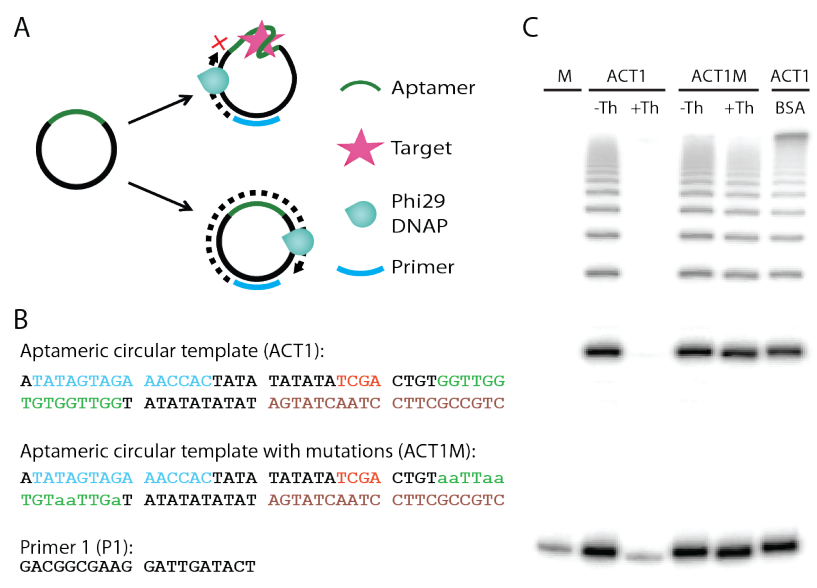 A
Aptamer
Target
Phi29
DNAP
Primer
B
Aptameric circular template (ACT1):
ATATAGTAGA AACCACTATA TATATATCGA CTGTGGTTGG
TGTGGTTGGT ATATATATAT AGTATCAATC CTTCGCCGTC
Aptameric circular template with mutations (ACT1M):
ATATAGTAGA AACCACTATA TATATATCGA CTGTaaTTaa
TGTaaTTGaT ATATATATAT AGTATCAATC CTTCGCCGTC
Primer 1 (P1):
GACGGCGAAG GATTGATACT
C
M ACT1 ACT1M ACT1
-Th +Th -Th +Th BSA